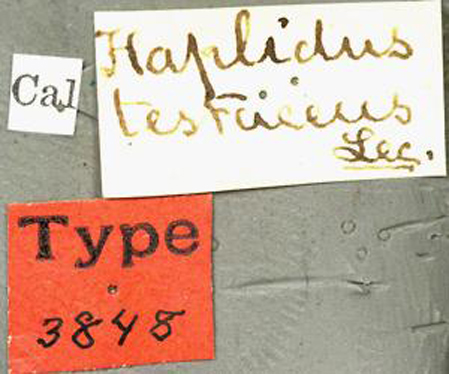 Cal
Haplidus
testaceus
Lec.
Type
3848